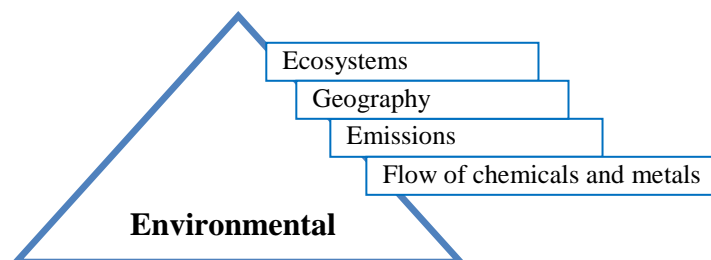 Ecosystems
Geography
Emissions
Flow of chemicals and metals
Environmental